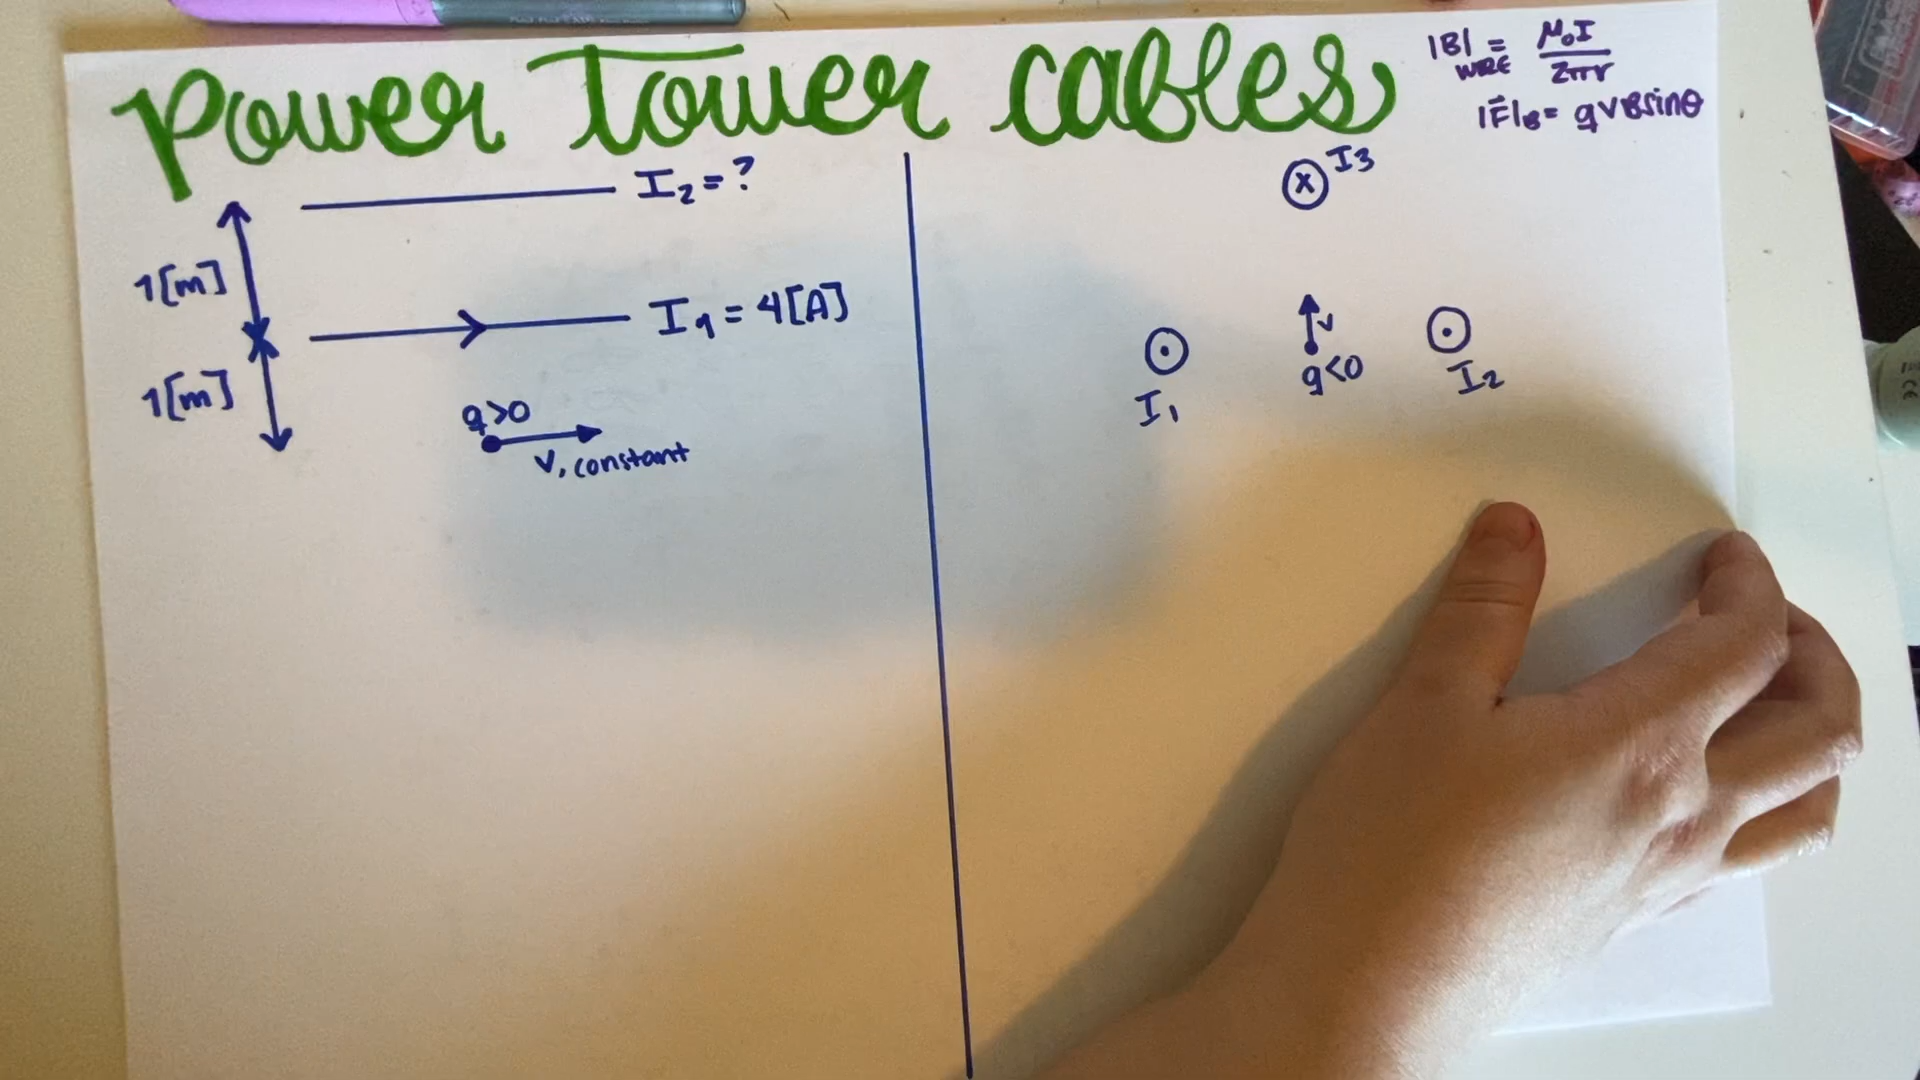 Power Tower cables
|B| WIRE = μ₀I / 2πr
|F⃗|B = qvBsinθ
I₂ = ?
1[m]
I₁ = 4[A]
1[m]
q>0
v, constant
I3
v
q<0
I₁
I₂